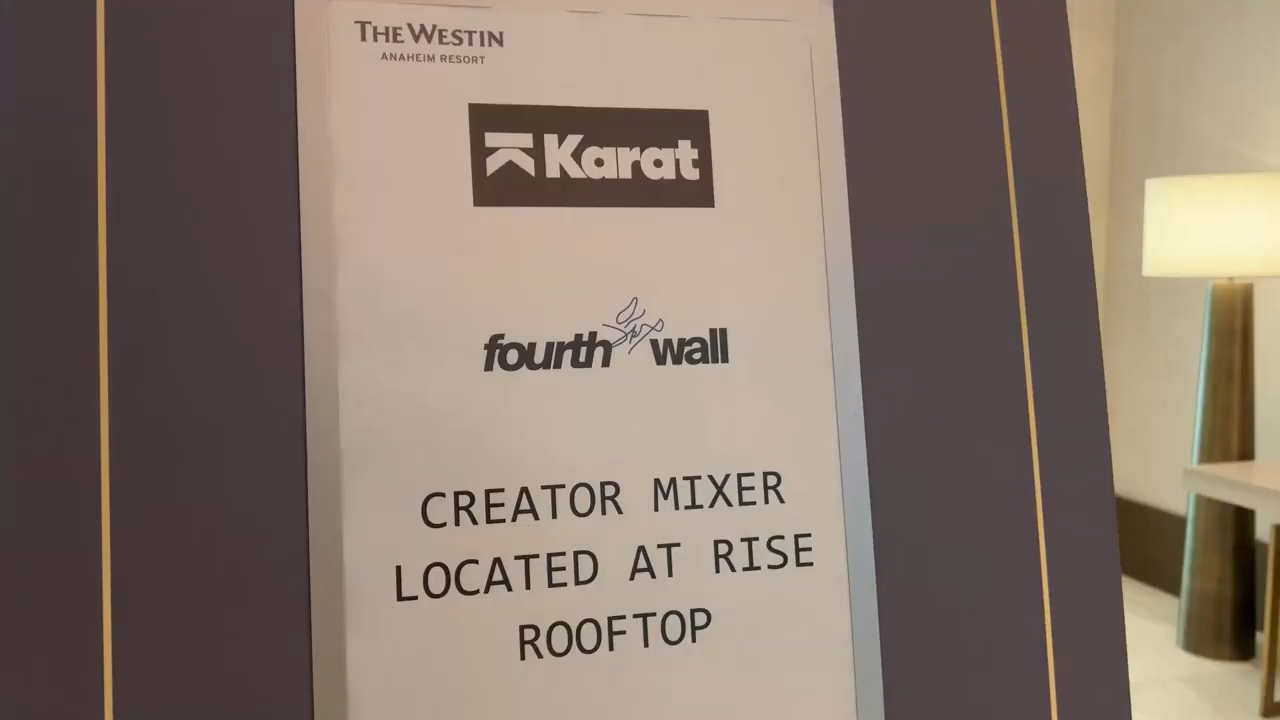 THE WESTIN
ANAHEIM RESORT
Karat
fourth wall
CREATOR MIXER
LOCATED AT RISE
ROOFTOP